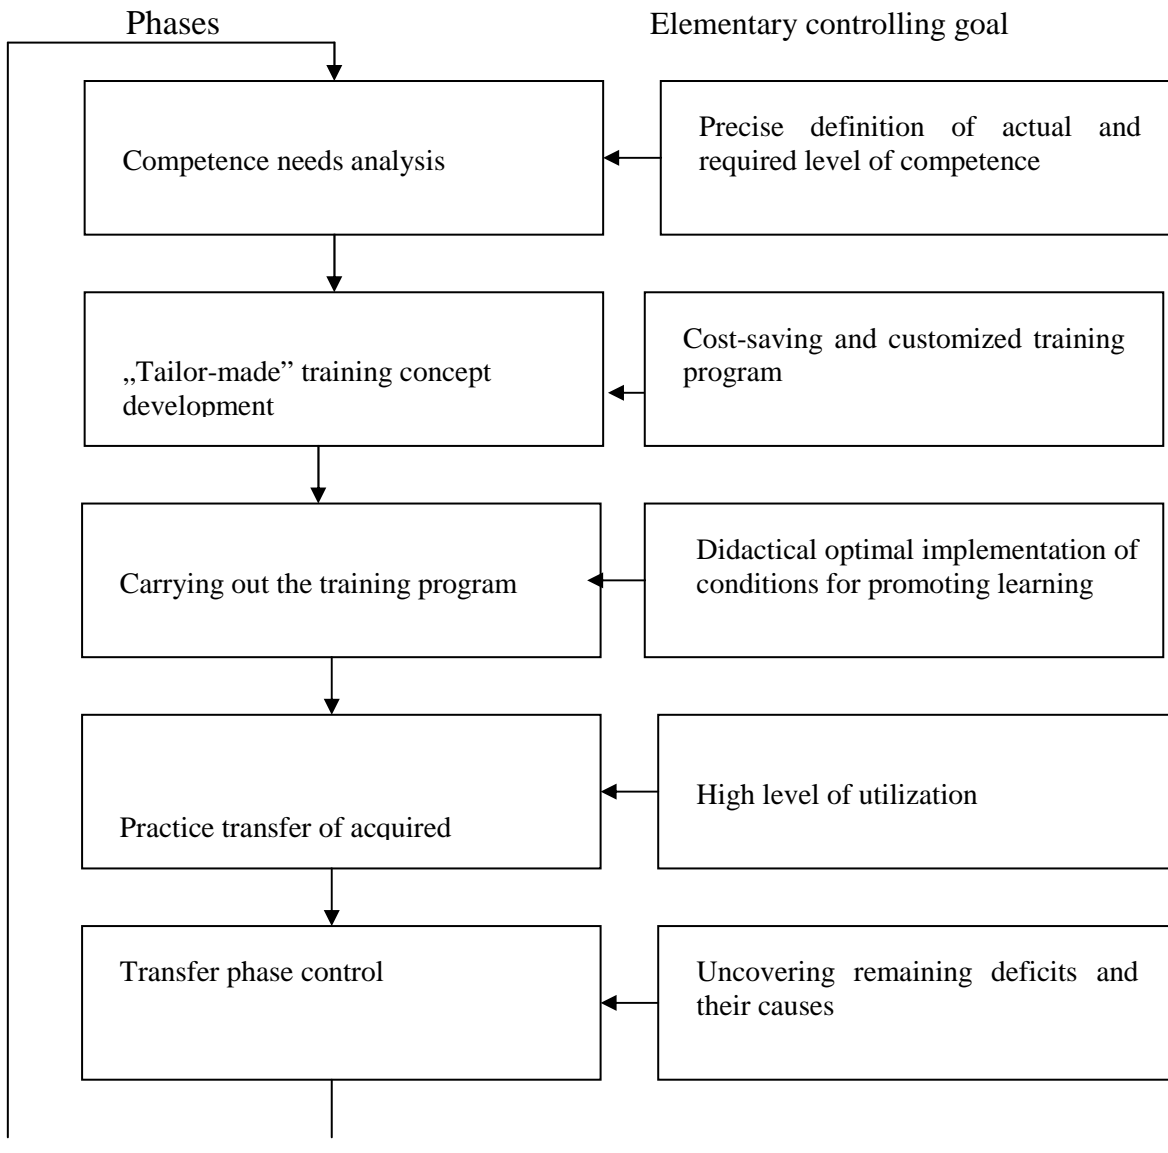 Phases
Elementary controlling goal
Competence needs analysis
Precise definition of actual and
required level of competence
„Tailor-made” training concept
development
Cost-saving and customized training
program
Carrying out the training program
Didactical optimal implementation of
conditions for promoting learning
Practice transfer of acquired
High level of utilization
Transfer phase control
Uncovering remaining deficits and
their causes